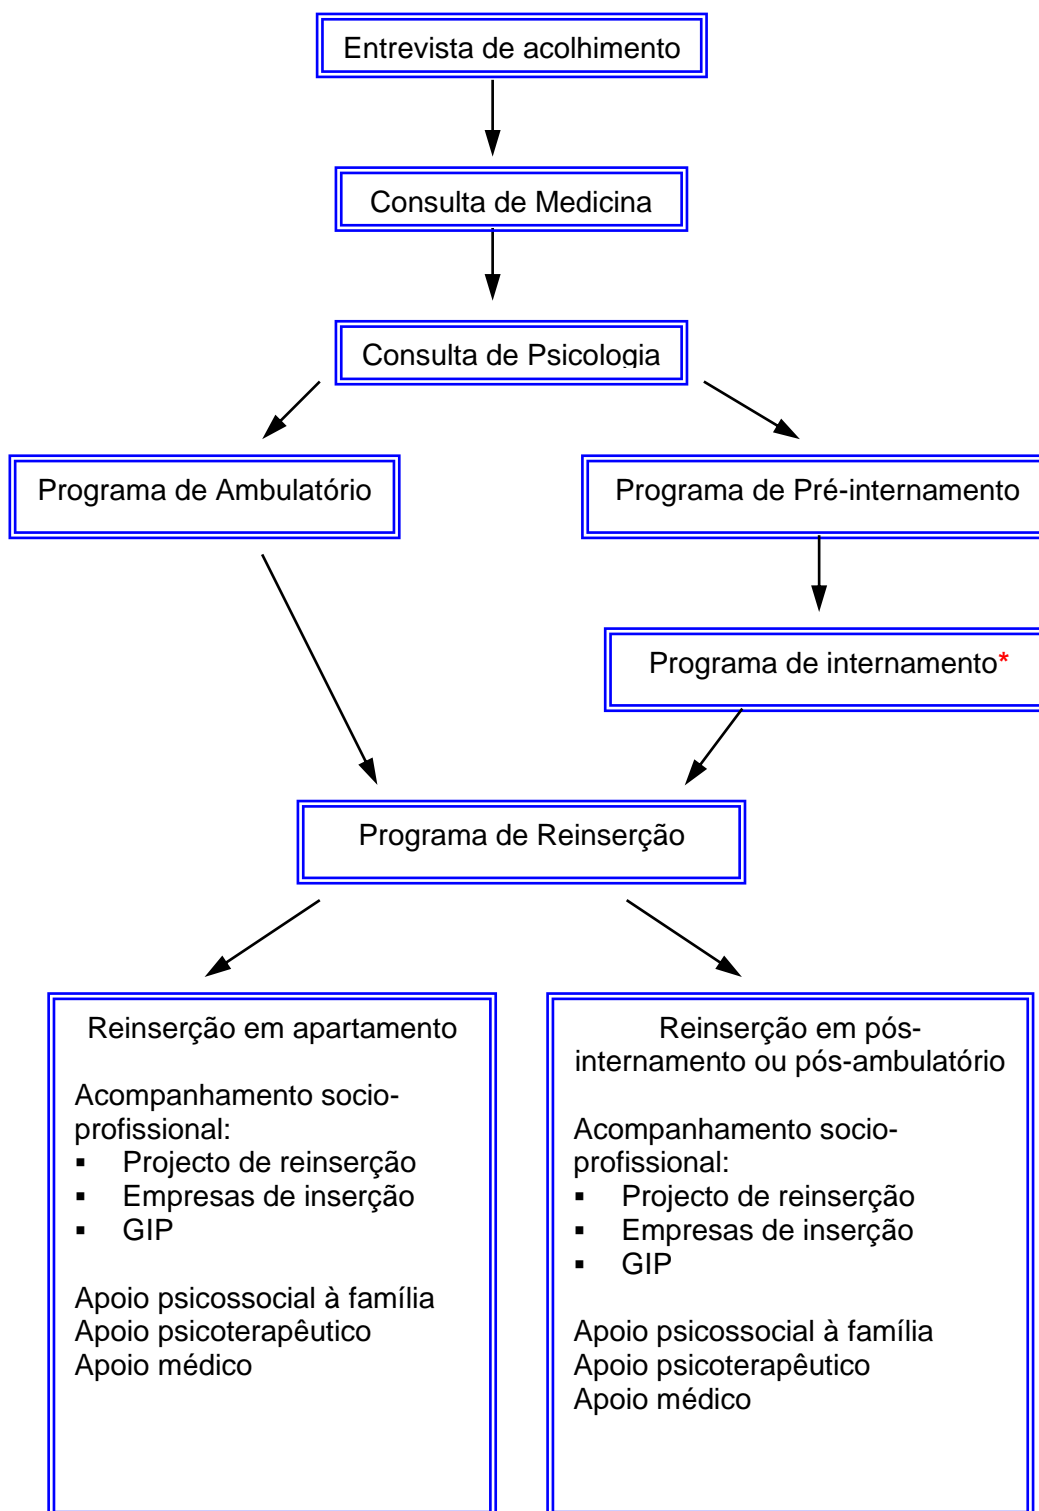 Entrevista de acolhimento
Consulta de Medicina
Consulta de Psicologia
Programa de Ambulatório
Programa de Pré-internamento
Programa de internamento*
Programa de Reinserção
Reinserção em apartamento
Acompanhamento socio-
profissional:
▪ Projecto de reinserção
▪ Empresas de inserção
▪ GIP
Apoio psicossocial à família
Apoio psicoterapêutico
Apoio médico
Reinserção em pós-
internamento ou pós-ambulatório
Acompanhamento socio-
profissional:
▪ Projecto de reinserção
▪ Empresas de inserção
▪ GIP
Apoio psicossocial à família
Apoio psicoterapêutico
Apoio médico